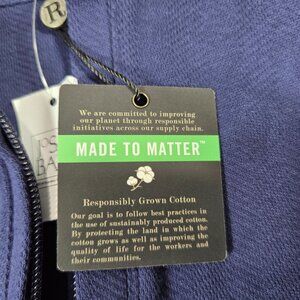 R
We are committed to improving
our planet through responsible
initiatives across our supply chain.
MADE TO MATTER™
Responsibly Grown Cotton
Our goal is to follow best practices in
the use of sustainably produced cotton.
By protecting the land in which the
cotton grows as well as improving the
quality of life for the workers and
their communities.